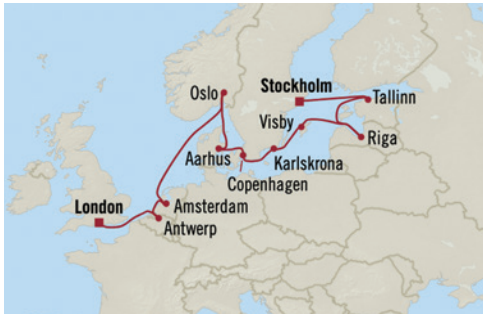 Oslo
Stockholm
Tallinn
Visby
Aarhus
Riga
Karlskrona
Copenhagen
London
Amsterdam
Antwerp